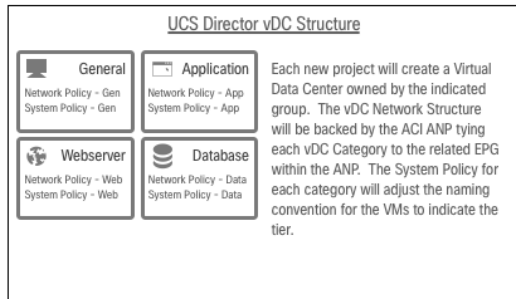 UCS Director vDC Structure
General
Network Policy - Gen
System Policy - Gen
Application
Network Policy - App
System Policy - App
Webserver
Network Policy - Web
System Policy - Web
Database
Network Policy - Data
System Policy - Data
Each new project will create a Virtual
Data Center owned by the indicated
group. The vDC Network Structure
will be backed by the ACI ANP tying
each vDC Category to the related EPG
within the ANP. The System Policy for
each category will adjust the naming
convention for the VMs to indicate the
tier.